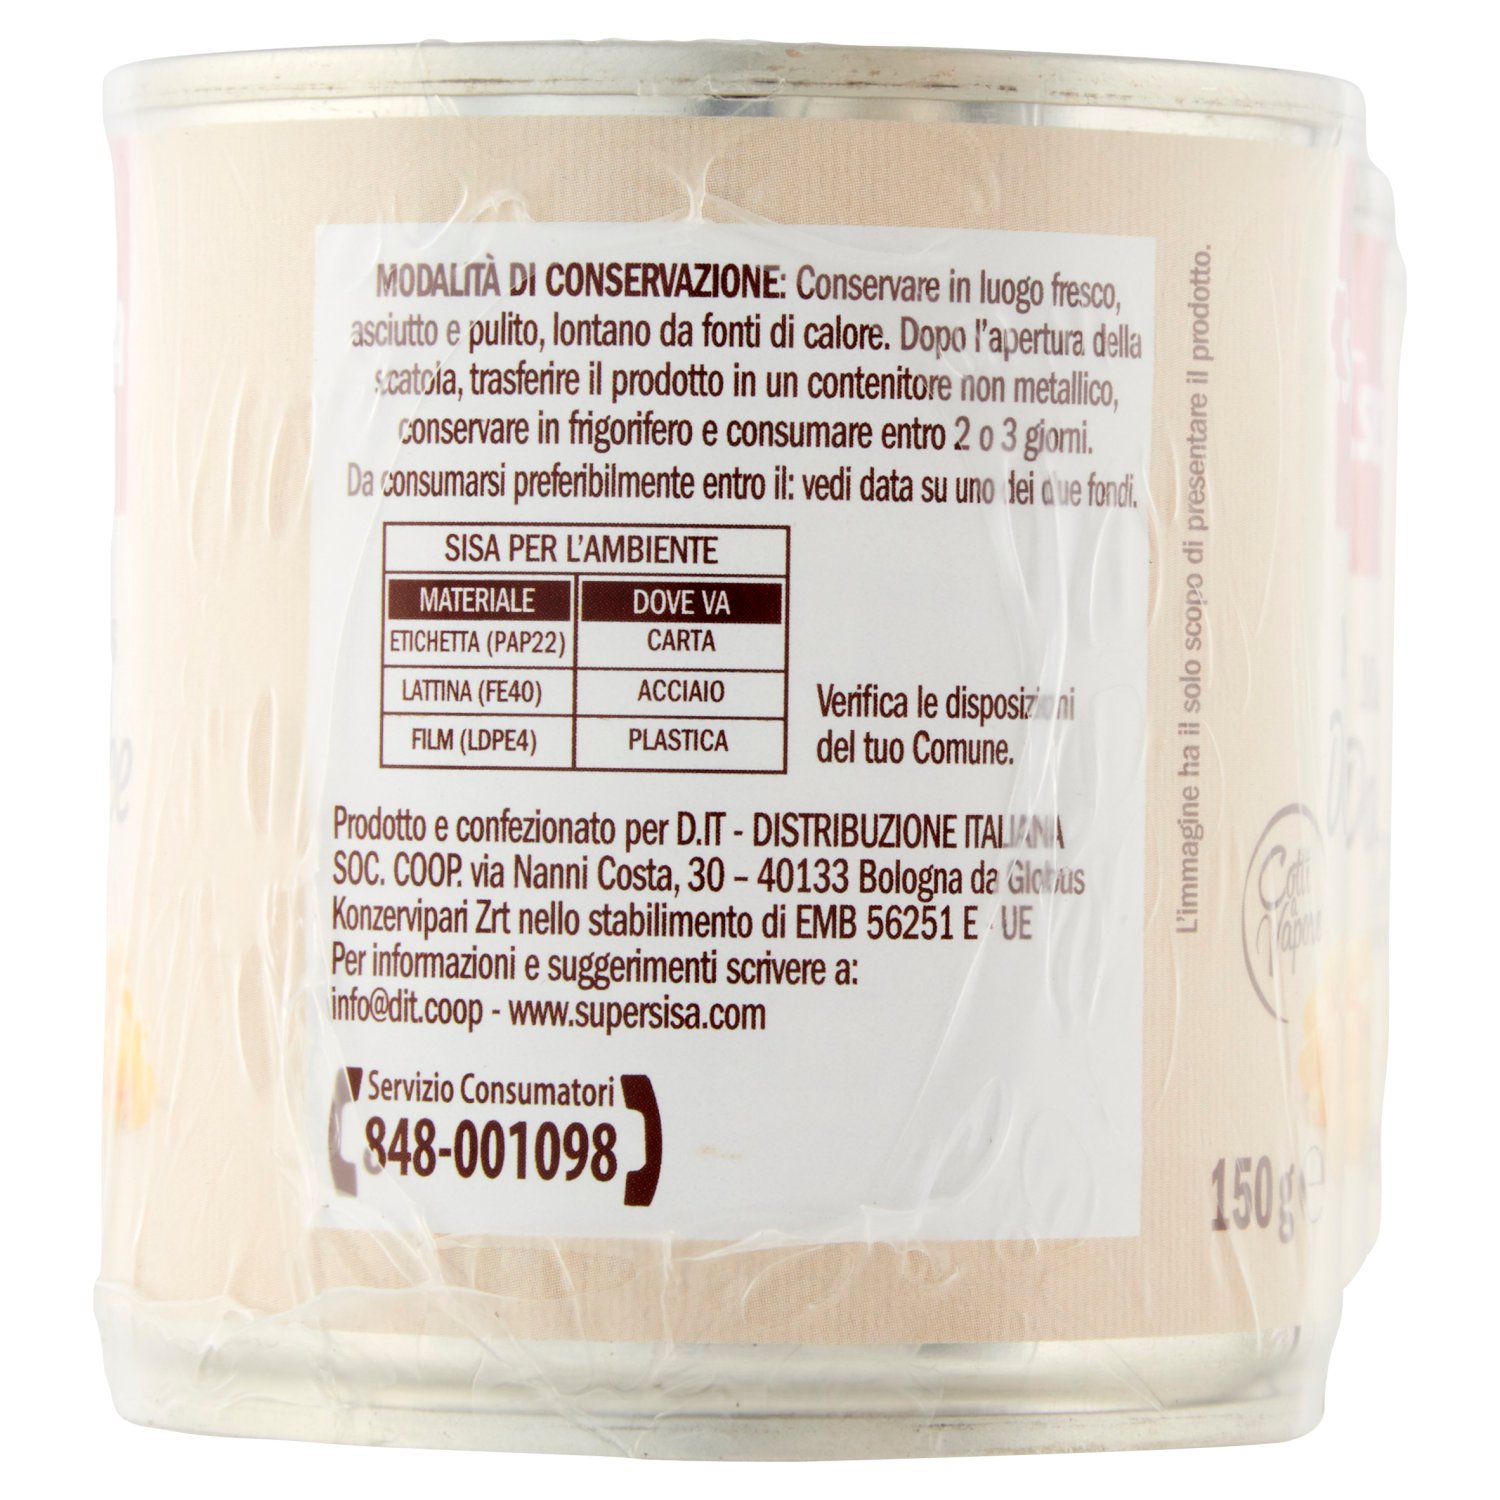 MODALITÀ DI CONSERVAZIONE: Conservare in luogo fresco,
asciutto e pulito, lontano da fonti di calore. Dopo l'apertura della
scatola, trasferire il prodotto in un contenitore non metallico,
conservare in frigorifero e consumare entro 2 o 3 giorni.
Da consumarsi preferibilmente entro il: vedi data su uno dei due fondi.
SISA PER L'AMBIENTE
MATERIALE DOVE VA
ETICHETTA (PAP22) CARTA
LATTINA (FE40) ACCIAIO
FILM (LDPE4) PLASTICA
Verifica le disposizioni
del tuo Comune.
Prodotto e confezionato per D.IT - DISTRIBUZIONE ITALIANA
SOC. COOP. via Nanni Costa, 30 – 40133 Bologna da Globus
Konzervipari Zrt nello stabilimento di EMB 56251 E - UE
Per informazioni e suggerimenti scrivere a:
info@dit.coop - www.supersisa.com
Servizio Consumatori
848-001098
L'immagine ha il solo scopo di presentare il prodotto.
Cotti
a
Vapore
150 g e